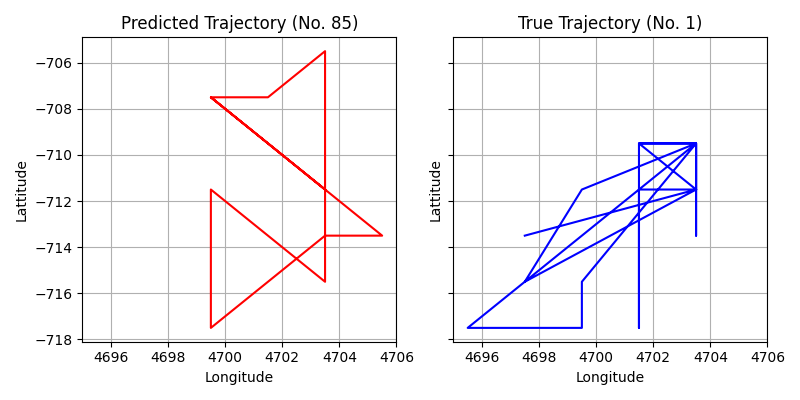 Predicted Trajectory (No. 85)
True Trajectory (No. 1)
−706
−708
−710
−712
−714
−716
−718
Lattitude
Lattitude
4696 4698 4700 4702 4704 4706
4696 4698 4700 4702 4704 4706
Longitude
Longitude